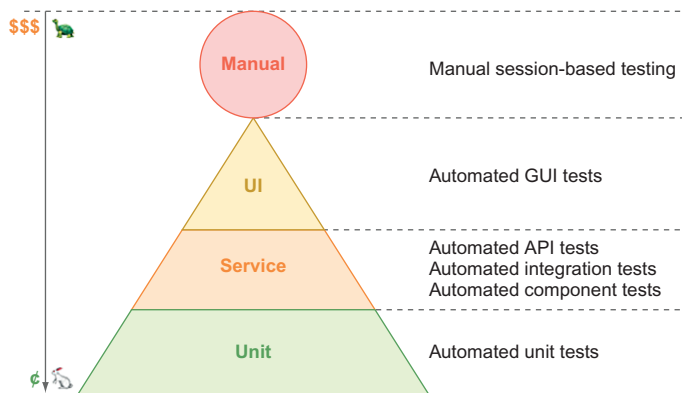 $$$
Manual
Manual session-based testing
UI
Automated GUI tests
Service
Automated API tests
Automated integration tests
Automated component tests
Unit
Automated unit tests
¢